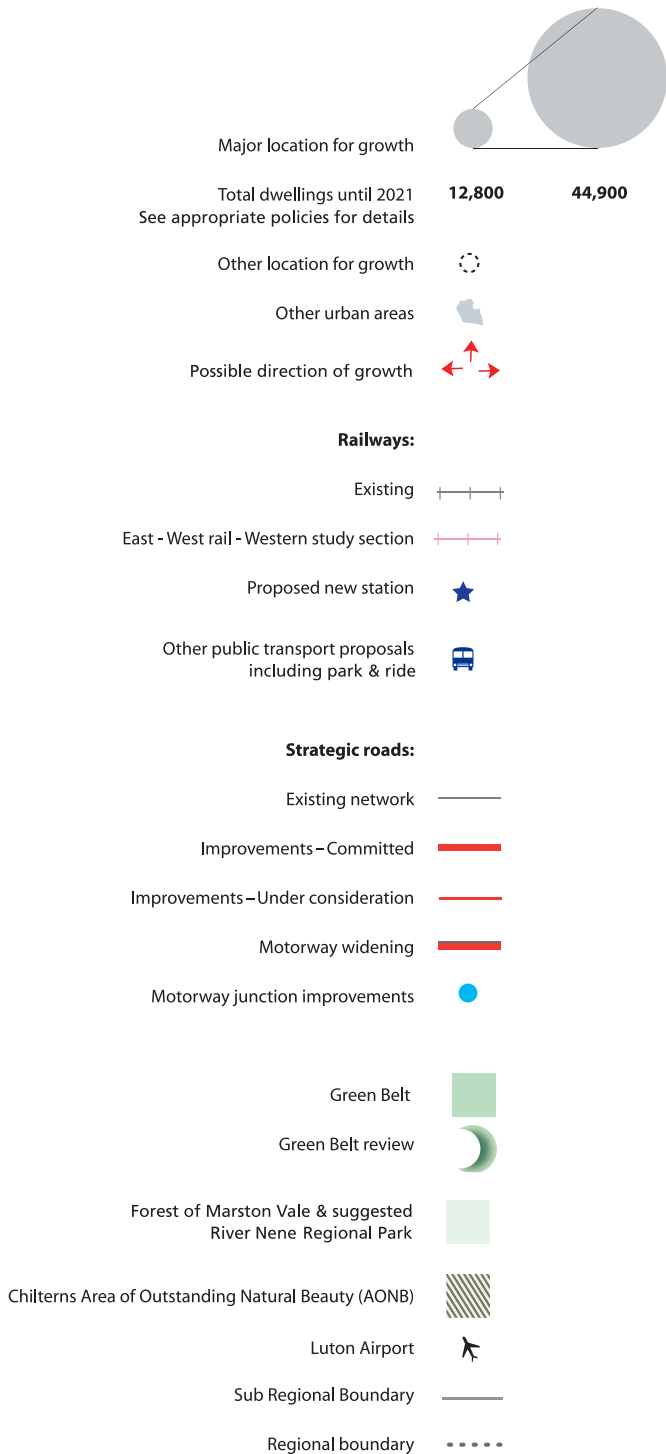 Major location for growth
Total dwellings until 2021 12,800 44,900
See appropriate policies for details
Other location for growth
Other urban areas
Possible direction of growth
Railways:
Existing
East - West rail - Western study section
Proposed new station
Other public transport proposals
including park & ride
Strategic roads:
Existing network
Improvements – Committed
Improvements – Under consideration
Motorway widening
Motorway junction improvements
Green Belt
Green Belt review
Forest of Marston Vale & suggested
River Nene Regional Park
Chilterns Area of Outstanding Natural Beauty (AONB)
Luton Airport
Sub Regional Boundary
Regional boundary